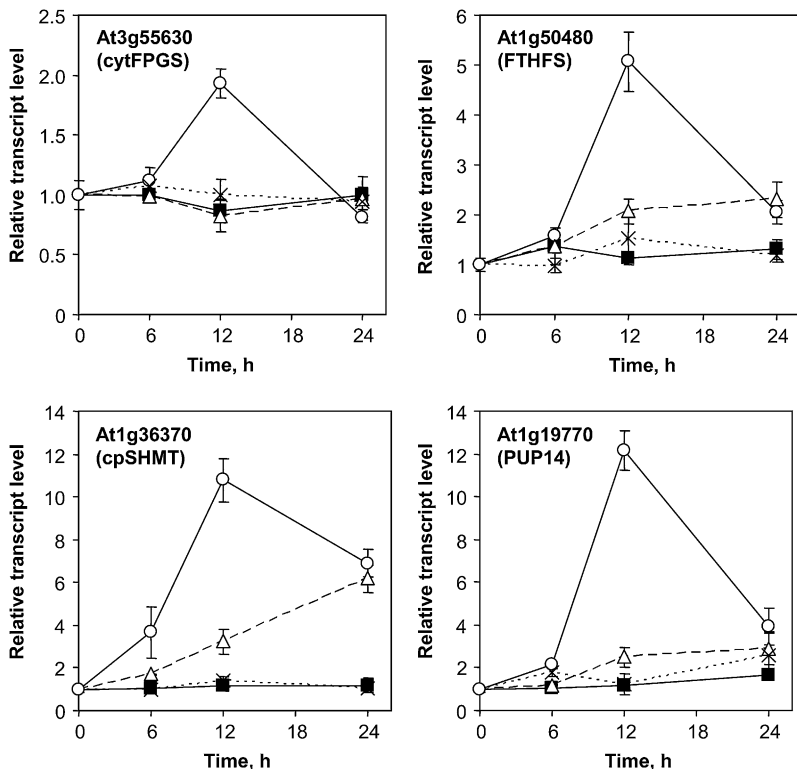 At3g55630
(cytFPGS)
Relative transcript level
2.5
2.0
1.5
1.0
0.5
0
0 6 12 18 24
Time, h
At1g50480
(FTHFS)
Relative transcript level
6
5
4
3
2
1
0
0 6 12 18 24
Time, h
At1g36370
(cpSHMT)
Relative transcript level
14
12
10
8
6
4
2
0
0 6 12 18 24
Time, h
At1g19770
(PUP14)
Relative transcript level
14
12
10
8
6
4
2
0
0 6 12 18 24
Time, h